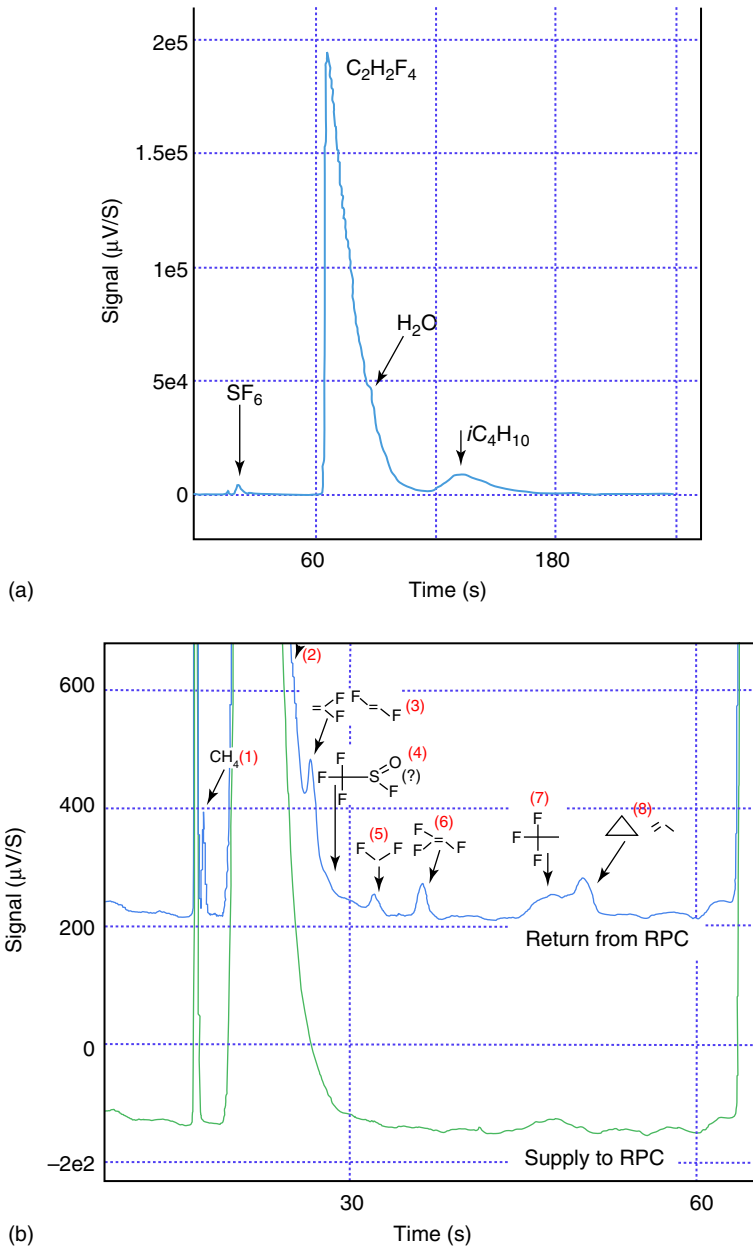 2e5
C₂H₂F₄
1.5e5
Signal (µV/S)
1e5
H₂O
5e4
SF₆
iC₄H₁₀
0
60
180
(a)
Time (s)
600
(2)
F
F
F
F
(3)
CH₄(1)
O
(4)
F
S
(?)
F
F
F
400
(7)
(5)
(6)
(8)
F
F
F
F
F
F
F
F
Signal (µV/S)
200
Return from RPC
0
Supply to RPC
−2e2
30
60
(b)
Time (s)